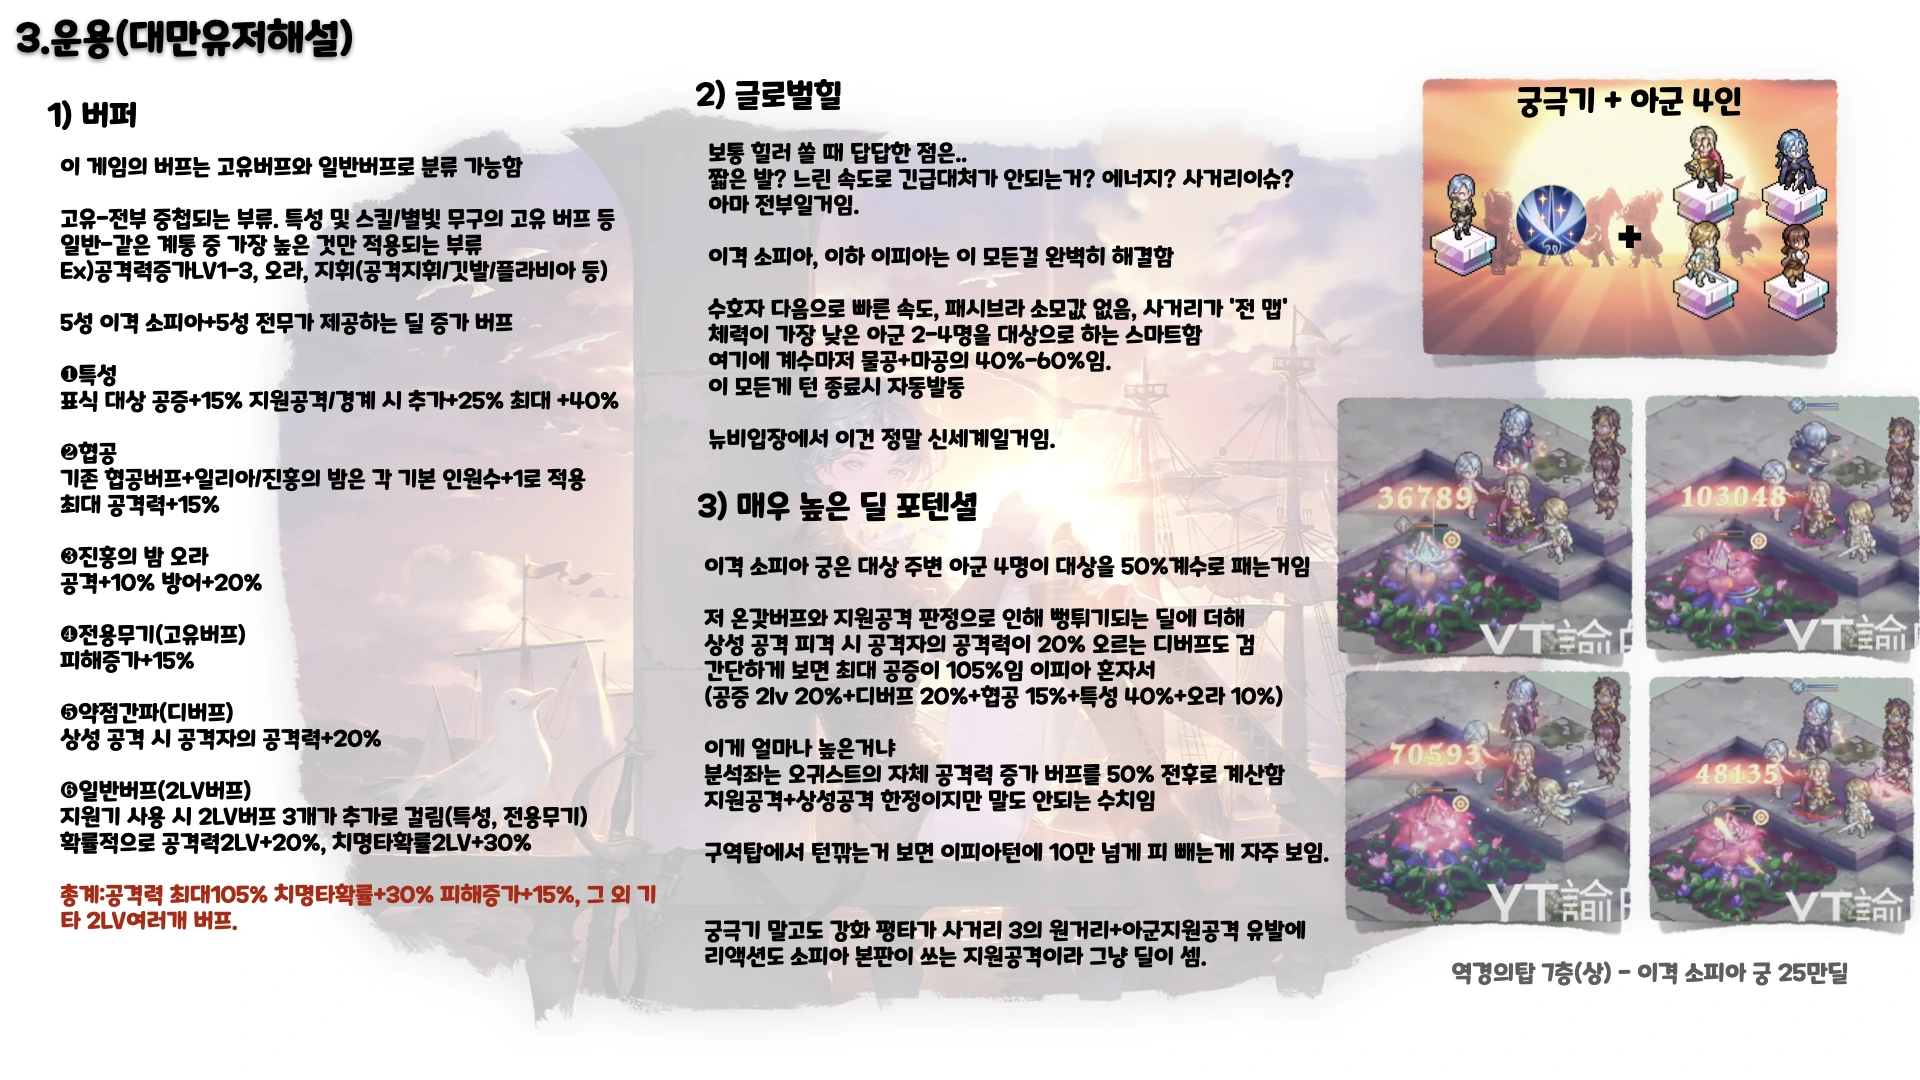 3.운용(대만유저해설)
1) 버퍼
이 게임의 버프는 고유버프와 일반버프로 분류 가능함
고유-전부 중첩되는 부류. 특성 및 스킬/별빛 무구의 고유 버프 등
일반-같은 계통 중 가장 높은 것만 적용되는 부류
Ex)공격력증가LV1-3, 오라, 지휘(공격지휘/깃발/플라비아 등)
5성 이격 소피아+5성 전무가 제공하는 딜 증가 버프
❶특성
표식 대상 공증+15% 지원공격/경계 시 추가+25% 최대 +40%
❷협공
기존 협공버프+일리아/진홍의 밤은 각 기본 인원수+1로 적용
최대 공격력+15%
❸진홍의 밤 오라
공격+10% 방어+20%
❹전용무기(고유버프)
피해증가+15%
❺약점간파(디버프)
상성 공격 시 공격자의 공격력+20%
❻일반버프(2LV버프)
지원기 사용 시 2LV버프 3개가 추가로 걸림(특성, 전용무기)
확률적으로 공격력2LV+20%, 치명타확률2LV+30%
총계:공격력 최대105% 치명타확률+30% 피해증가+15%, 그 외 기
타 2LV여러개 버프.
2) 글로벌힐
보통 힐러 쓸 때 답답한 점은..
짧은 발? 느린 속도로 긴급대처가 안되는거? 에너지? 사거리이슈?
아마 전부일거임.
이격 소피아, 이하 이피아는 이 모든걸 완벽히 해결함
수호자 다음으로 빠른 속도, 패시브라 소모값 없음, 사거리가 '전 맵'
체력이 가장 낮은 아군 2-4명을 대상으로 하는 스마트함
여기에 계수마저 물공+마공의 40%-60%임.
이 모든게 턴 종료시 자동발동
뉴비입장에서 이건 정말 신세계일거임.
3) 매우 높은 딜 포텐셜
이격 소피아 궁은 대상 주변 아군 4명이 대상을 50%계수로 패는거임
저 온갖버프와 지원공격 판정으로 인해 뻥튀기되는 딜에 더해
상성 공격 피격 시 공격자의 공격력이 20% 오르는 디버프도 검
간단하게 보면 최대 공증이 105%임 이피아 혼자서
(공증 2lv 20%+디버프 20%+협공 15%+특성 40%+오라 10%)
이게 얼마나 높은거냐
분석좌는 오귀스트의 자체 공격력 증가 버프를 50% 전후로 계산함
지원공격+상성공격 한정이지만 말도 안되는 수치임
구역탑에서 턴깎는거 보면 이피아턴에 10만 넘게 피 빼는게 자주 보임.
궁극기 말고도 강화 평타가 사거리 3의 원거리+아군지원공격 유발에
리액션도 소피아 본판이 쓰는 지원공격이라 그냥 딜이 셈.
궁극기 + 아군 4인
20
+
36789
VT諭
103048
VT諭
70593
VT諭
48135
VT諭
역경의탑 7층(상) - 이격 소피아 궁 25만딜